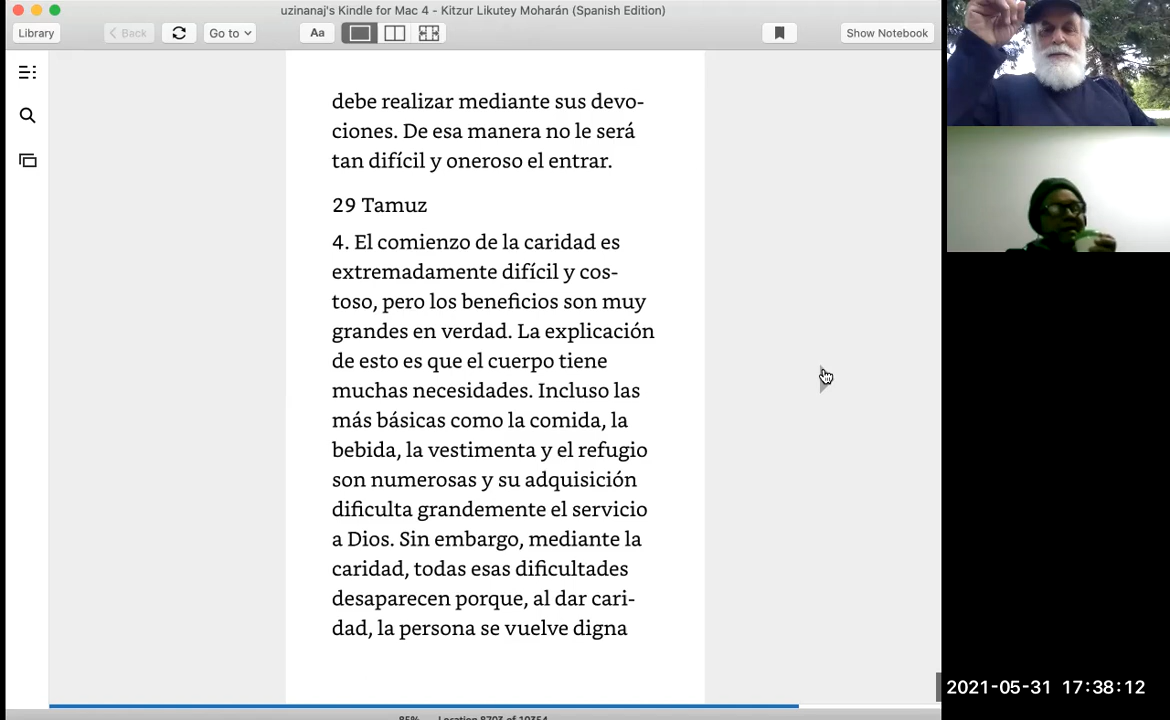 uzinanaj's Kindle for Mac 4 - Kitzur Likutey Moharán (Spanish Edition)
Library
Back
Go to
Aa
Show Notebook
debe realizar mediante sus devo-
ciones. De esa manera no le será
tan difícil y oneroso el entrar.
29 Tamuz
4. El comienzo de la caridad es
extremadamente difícil y cos-
toso, pero los beneficios son muy
grandes en verdad. La explicación
de esto es que el cuerpo tiene
muchas necesidades. Incluso las
más básicas como la comida, la
bebida, la vestimenta y el refugio
son numerosas y su adquisición
dificulta grandemente el servicio
a Dios. Sin embargo, mediante la
caridad, todas esas dificultades
desaparecen porque, al dar cari-
dad, la persona se vuelve digna
2021-05-31 17:38:12
85% Location 8703 of 10354